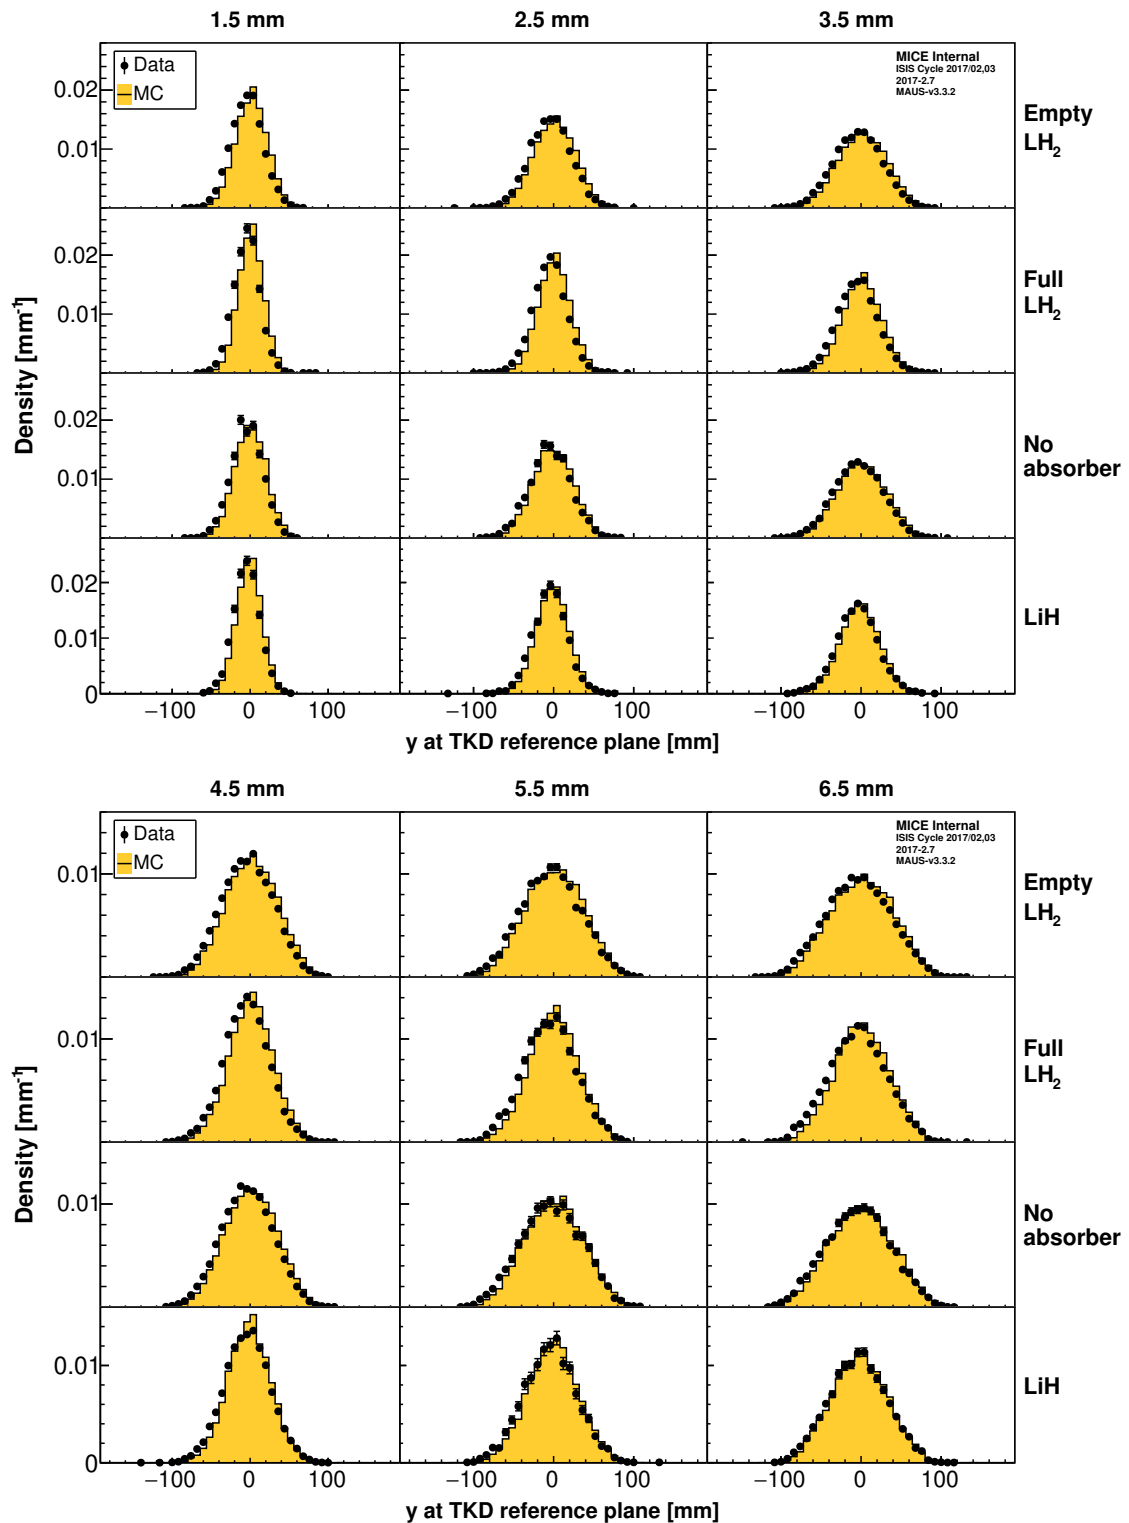 1.5 mm 2.5 mm 3.5 mm
Data
MC
MICE Internal
ISIS Cycle 2017/02,03
2017-2.7
MAUS-v3.3.2
0.02
0.01
Empty
LH2
0.02
0.01
Full
LH2
0.02
0.01
No
absorber
0.02
0.01
0
LiH
Density [mm-1]
−100 0 100 −100 0 100 −100 0 100
y at TKD reference plane [mm]
4.5 mm 5.5 mm 6.5 mm
Data
MC
MICE Internal
ISIS Cycle 2017/02,03
2017-2.7
MAUS-v3.3.2
0.01
Empty
LH2
0.01
Full
LH2
0.01
No
absorber
0.01
0
LiH
Density [mm-1]
−100 0 100 −100 0 100 −100 0 100
y at TKD reference plane [mm]